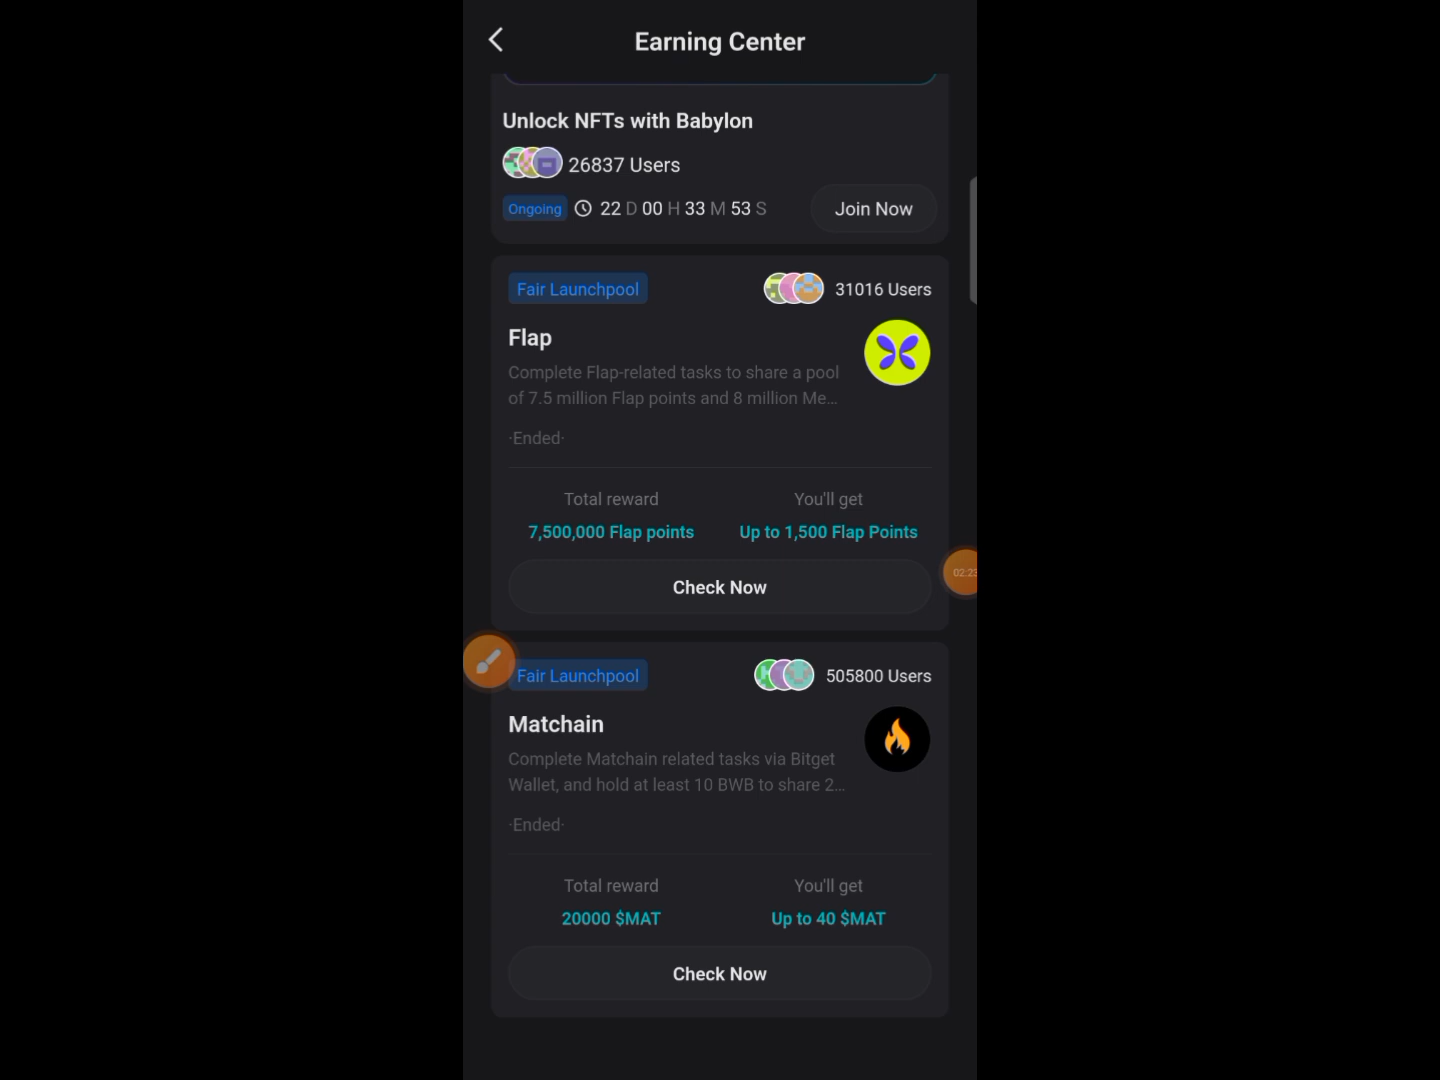 Earning Center
Unlock NFTs with Babylon
26837 Users
Ongoing 22 D 00 H 33 M 53 S Join Now
Fair Launchpool 31016 Users
Flap
Complete Flap-related tasks to share a pool
of 7.5 million Flap points and 8 million Me...
·Ended·
Total reward You'll get
7,500,000 Flap points Up to 1,500 Flap Points
Check Now
02:23
Fair Launchpool 505800 Users
Matchain
Complete Matchain related tasks via Bitget
Wallet, and hold at least 10 BWB to share 2...
·Ended·
Total reward You'll get
20000 $MAT Up to 40 $MAT
Check Now